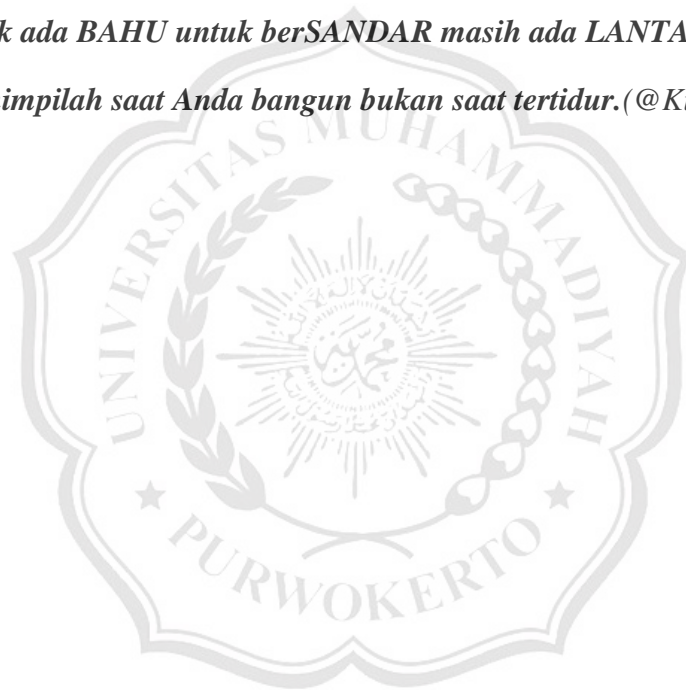 k ada BAHU untuk berSANDAR masih ada LANTA
impilah saat Anda bangun bukan saat tertidur.(@K
UNIVERSITAS MUHAMMADIYAH
PURWOKERTO